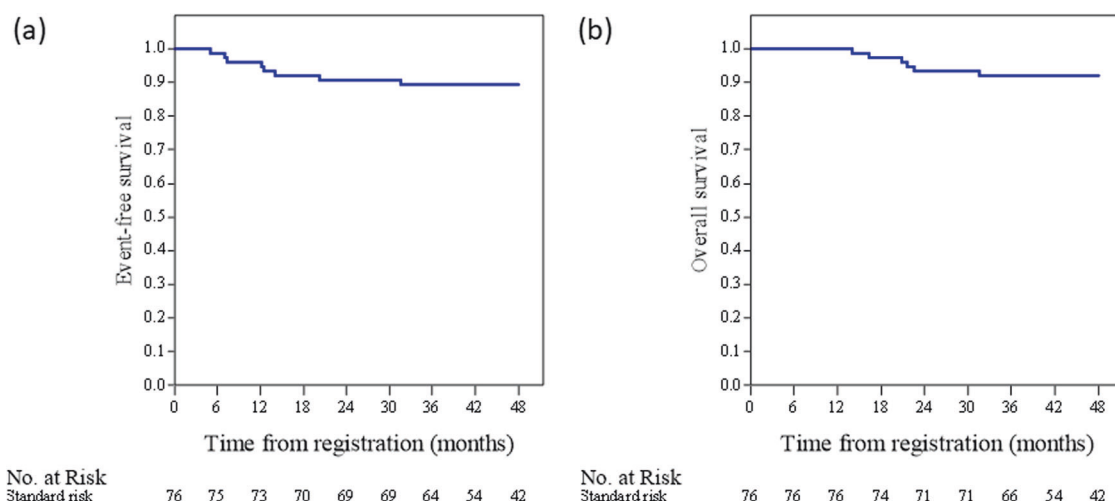 (a)
1.0
0.9
0.8
0.7
0.6
0.5
0.4
0.3
0.2
0.1
0.0
Event-free survival
0 6 12 18 24 30 36 42 48
Time from registration (months)
No. at Risk
Standard risk 76 75 73 70 69 69 64 54 42
(b)
1.0
0.9
0.8
0.7
0.6
0.5
0.4
0.3
0.2
0.1
0.0
Overall survival
0 6 12 18 24 30 36 42 48
Time from registration (months)
No. at Risk
Standard risk 76 76 76 74 71 71 66 54 42